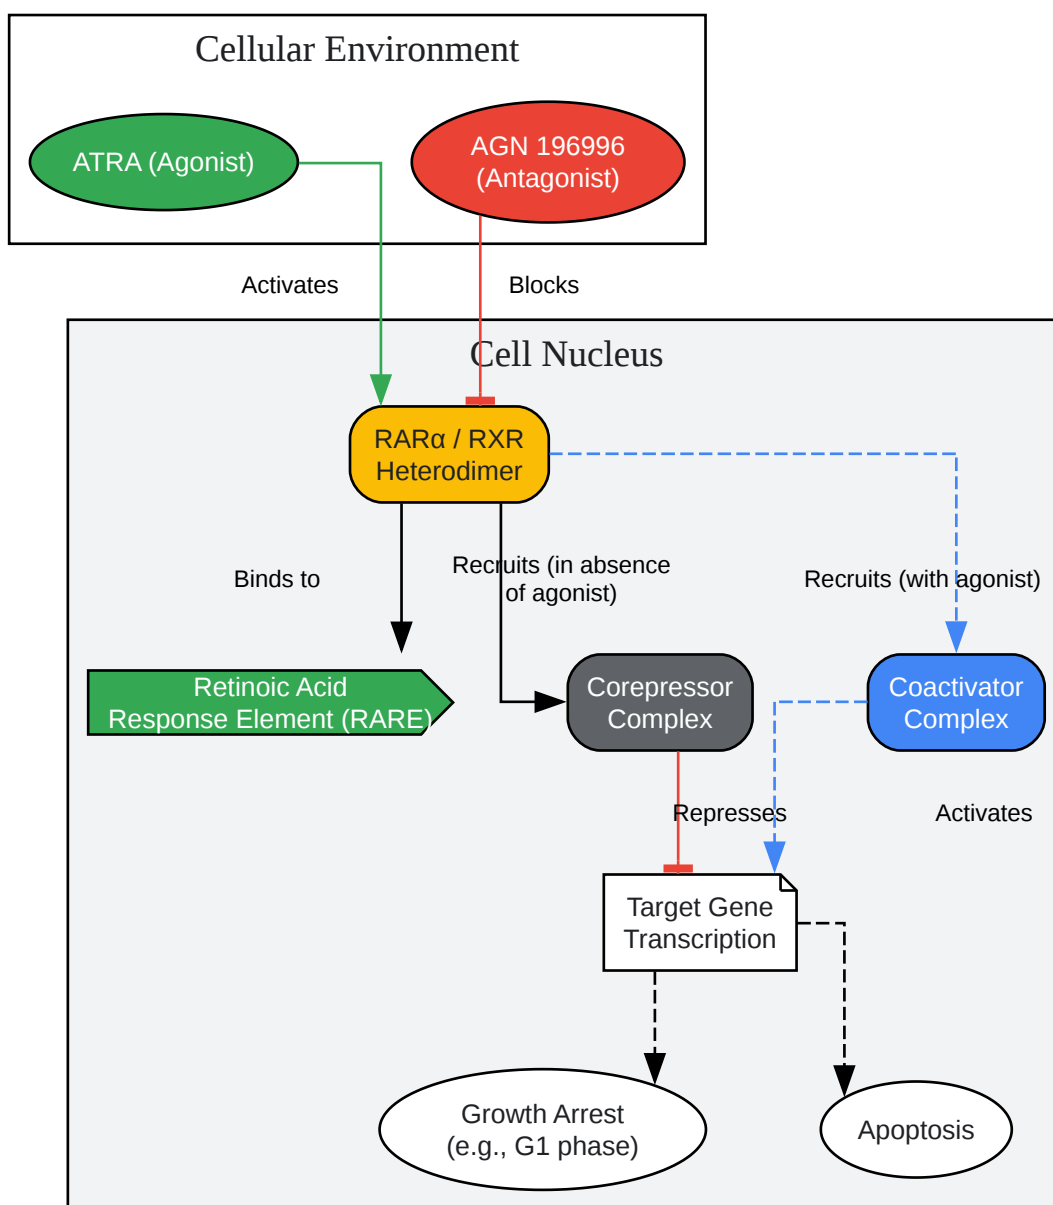 Cellular Environment
ATRA (Agonist)
AGN 196996
(Antagonist)
Activates
Blocks
Cell Nucleus
RARα / RXR
Heterodimer
Binds to
Recruits (in absence
of agonist)
Recruits (with agonist)
Retinoic Acid
Response Element (RARE)
Corepressor
Complex
Coactivator
Complex
Represses
Activates
Target Gene
Transcription
Growth Arrest
(e.g., G1 phase)
Apoptosis